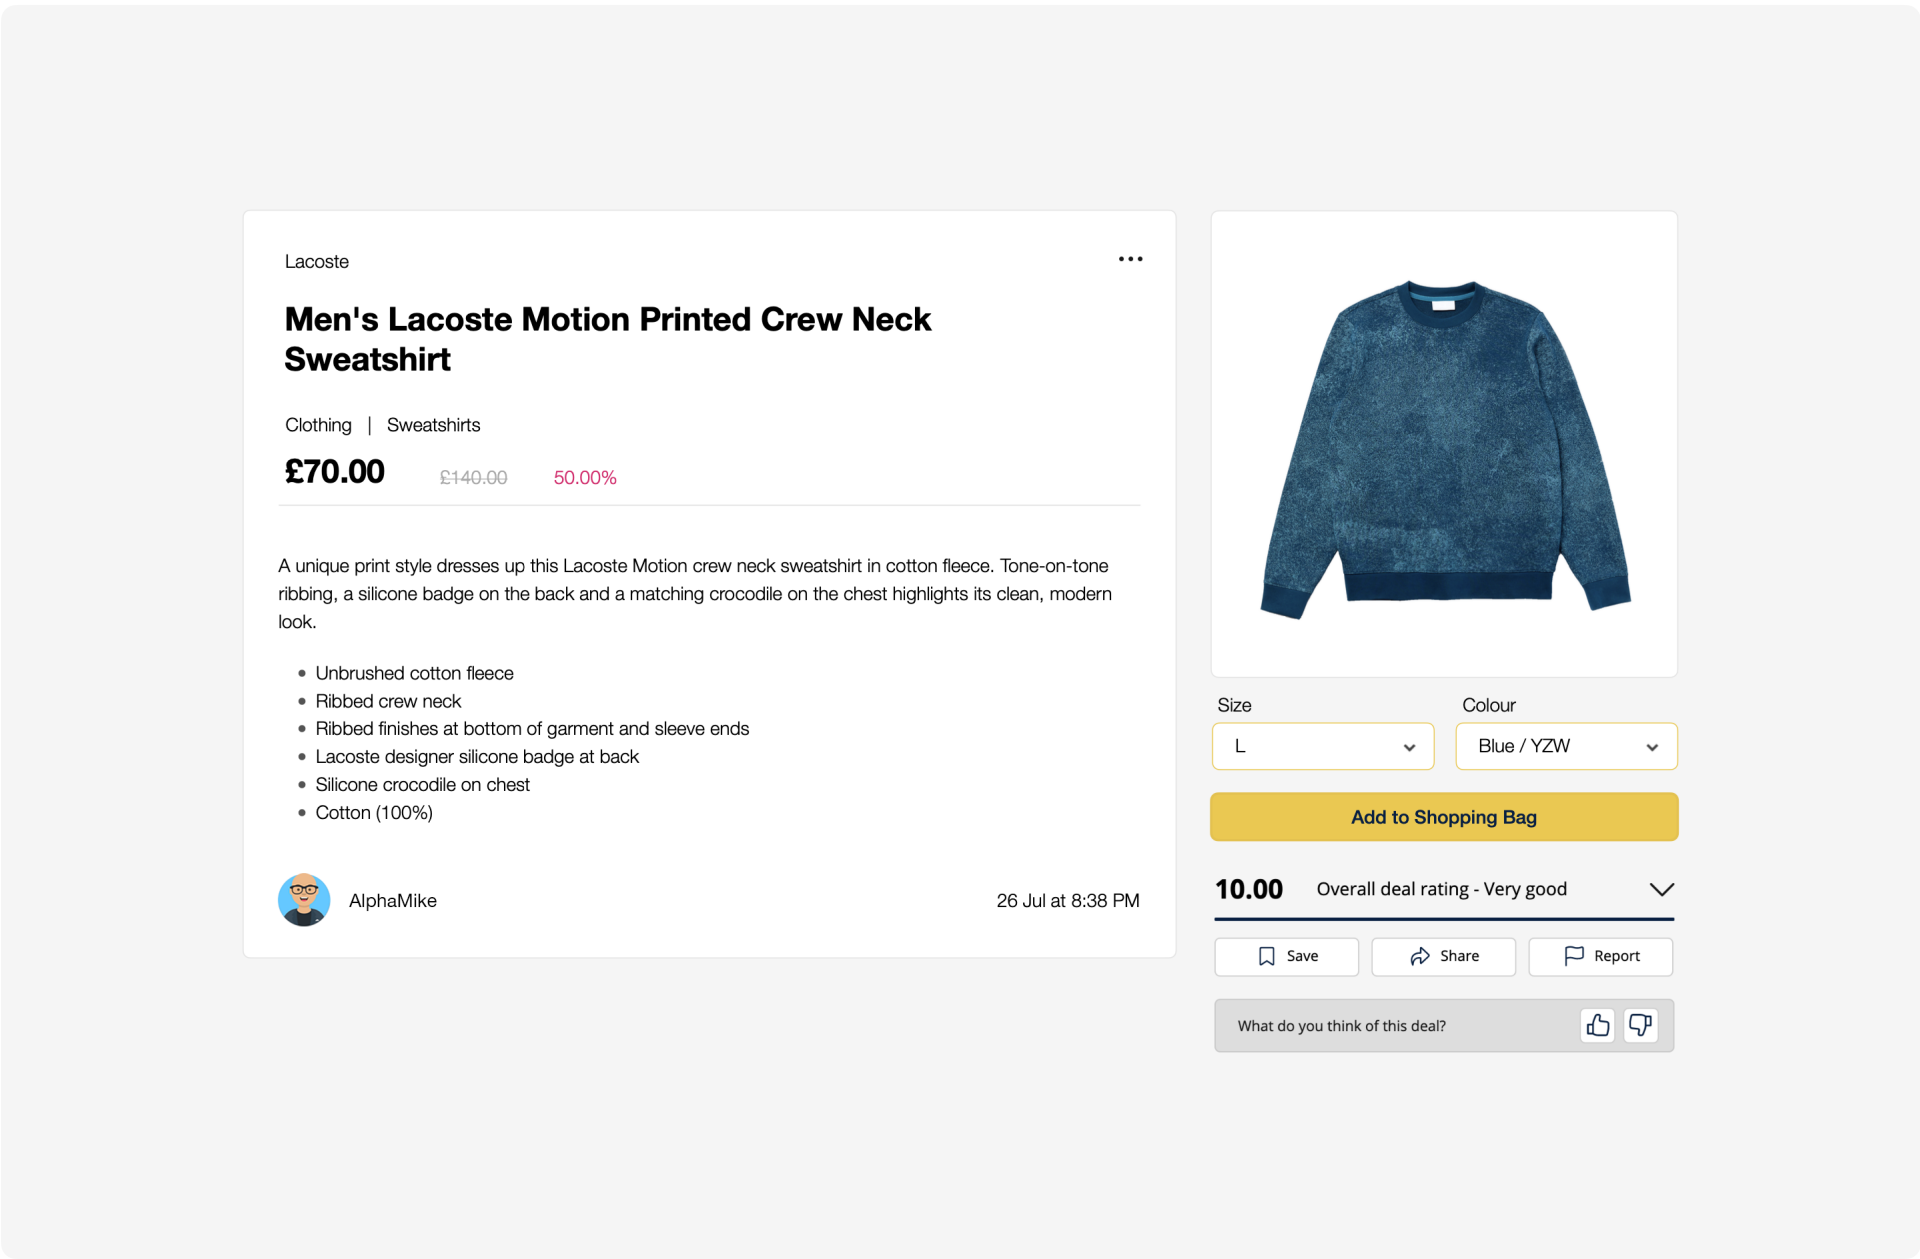 Lacoste
Men's Lacoste Motion Printed Crew Neck
Sweatshirt
Clothing | Sweatshirts
£70.00 £140.00 50.00%
A unique print style dresses up this Lacoste Motion crew neck sweatshirt in cotton fleece. Tone-on-tone
ribbing, a silicone badge on the back and a matching crocodile on the chest highlights its clean, modern
look.
Unbrushed cotton fleece
Ribbed crew neck
Ribbed finishes at bottom of garment and sleeve ends
Lacoste designer silicone badge at back
Silicone crocodile on chest
Cotton (100%)
AlphaMike 26 Jul at 8:38 PM
Size Colour
L Blue / YZW
Add to Shopping Bag
10.00 Overall deal rating - Very good
Save Share Report
What do you think of this deal?